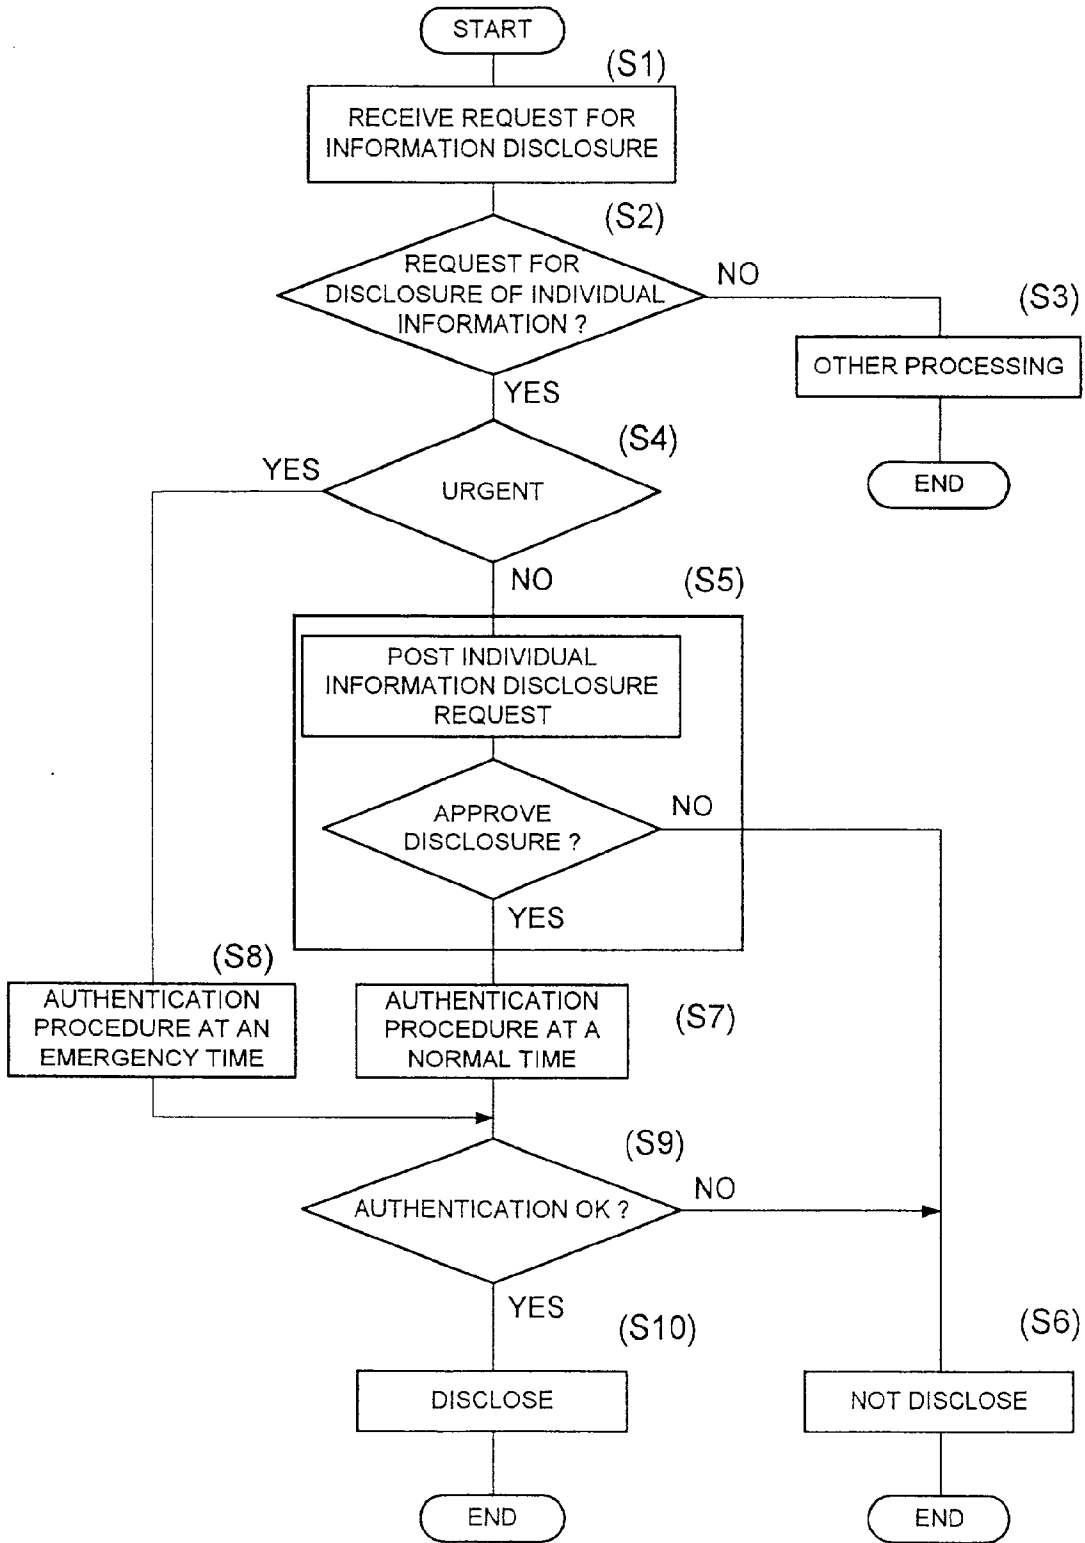 START
(S1)
RECEIVE REQUEST FOR
INFORMATION DISCLOSURE
(S2)
REQUEST FOR
DISCLOSURE OF INDIVIDUAL
INFORMATION ?
NO
(S3)
OTHER PROCESSING
YES
END
(S4)
YES
URGENT
NO
(S5)
POST INDIVIDUAL
INFORMATION DISCLOSURE
REQUEST
APPROVE
DISCLOSURE ?
NO
YES
(S8)
AUTHENTICATION
PROCEDURE AT AN
EMERGENCY TIME
AUTHENTICATION
PROCEDURE AT A
NORMAL TIME
(S7)
(S9)
AUTHENTICATION OK ?
NO
YES
(S10)
DISCLOSE
(S6)
NOT DISCLOSE
END
END